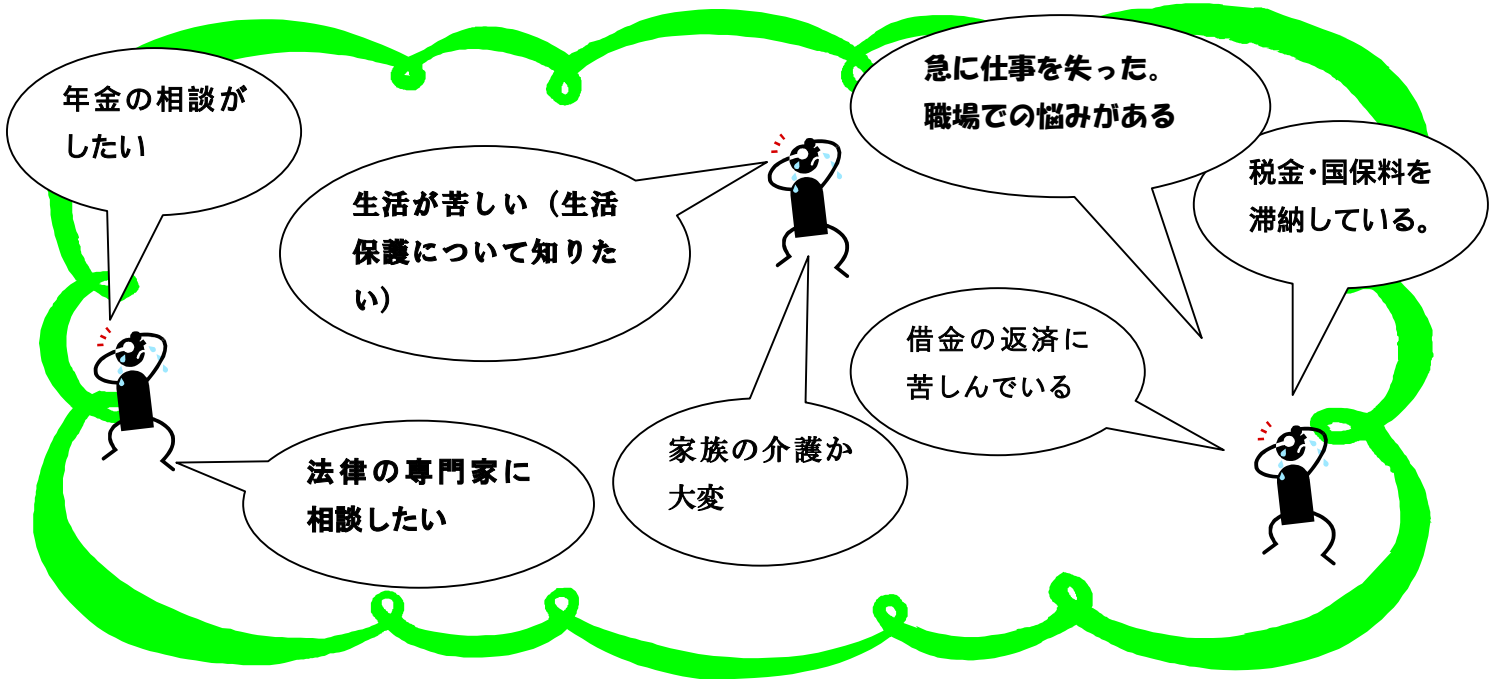 年金の相談が
したい
生活が苦しい（生活
保護について知りた
い）
急に仕事を失った。
職場での悩みがある
税金・国保料を
滞納している。
借金の返済に
苦しんでいる
家族の介護か
大変
法律の専門家に
相談したい